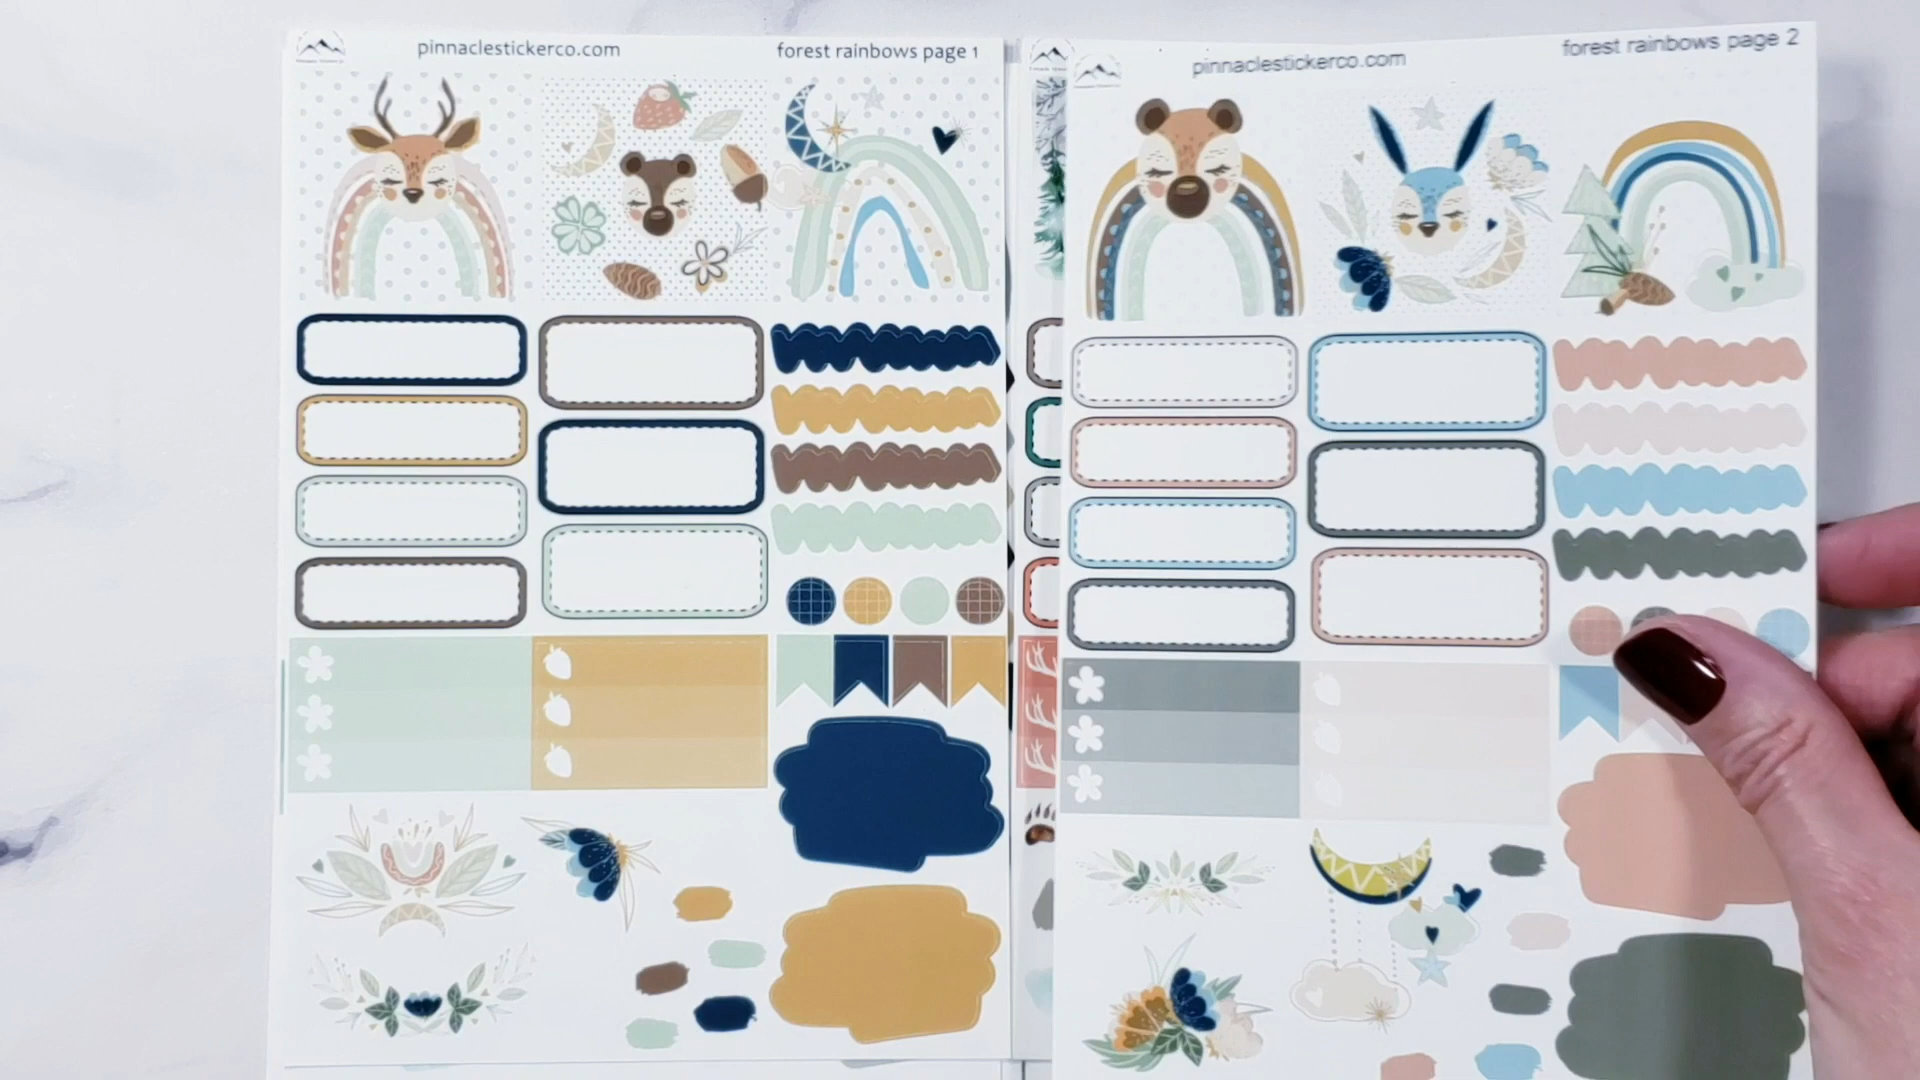 pinnaclestickerco.com
forest rainbows page 1
pinnaclestickerco.com
forest rainbows page 2